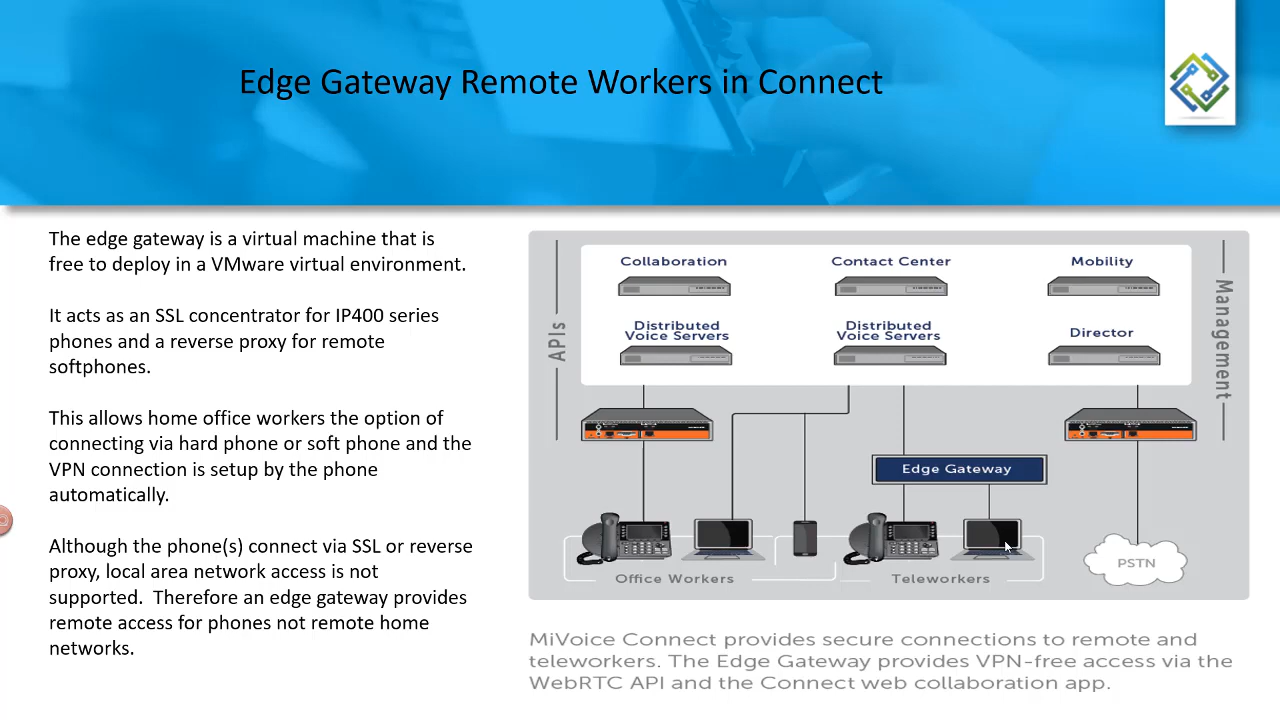 Edge Gateway Remote Workers in Connect
The edge gateway is a virtual machine that is
free to deploy in a VMware virtual environment.
It acts as an SSL concentrator for IP400 series
phones and a reverse proxy for remote
softphones.
This allows home office workers the option of
connecting via hard phone or soft phone and the
VPN connection is setup by the phone
automatically.
Although the phone(s) connect via SSL or reverse
proxy, local area network access is not
supported.  Therefore an edge gateway provides
remote access for phones not remote home
networks.
APIs
Collaboration
Contact Center
Mobility
Distributed
Voice Servers
Distributed
Voice Servers
Director
Management
Edge Gateway
Office Workers
Teleworkers
PSTN
MiVoice Connect provides secure connections to remote and
teleworkers. The Edge Gateway provides VPN-free access via the
WebRTC API and the Connect web collaboration app.